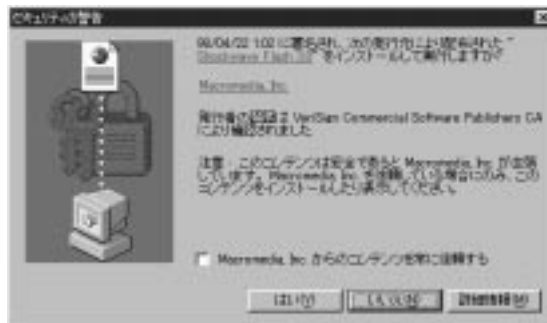 セキュリティの警告
98/04/22 1:02 に署名され、次の発行元により配布された "
Shockwave Flash 3.0" をインストールして実行しますか?
Macromedia, Inc.
発行者の認証は VeriSign Commercial Software Publishers CA
により確認されました
注意 : このコンテンツは安全であると Macromedia, Inc. が主張
しています。 Macromedia, Inc. を信頼している場合にのみ、この
コンテンツをインストールしたり表示してください。
Macromedia, Inc. からのコンテンツを常に信頼する
はい(Y)
いいえ(N)
詳細情報(M)